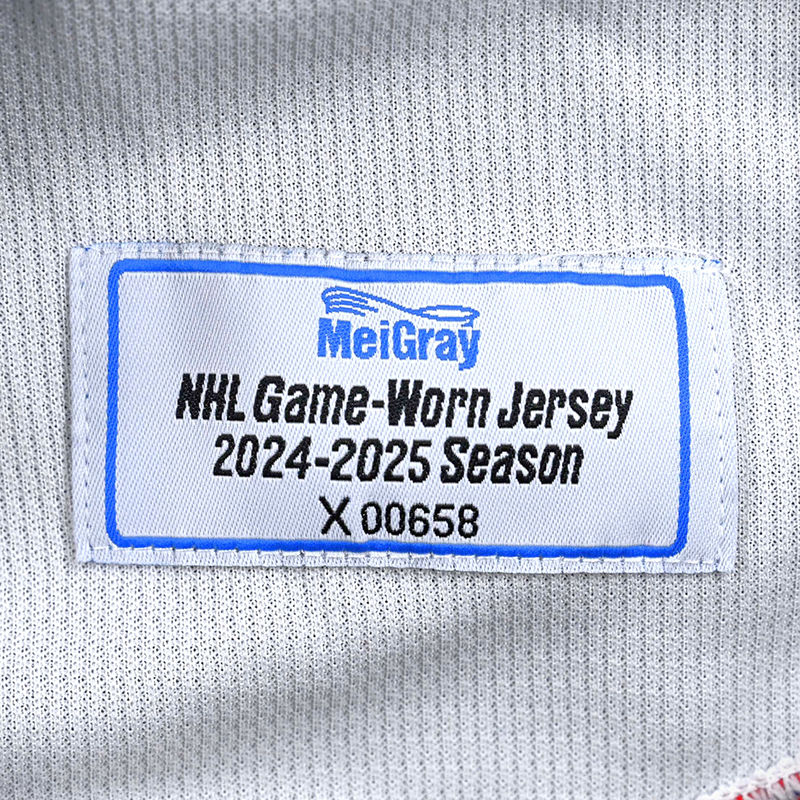 MeiGray
NHL Game-Worn Jersey
2024-2025 Season
X 00658